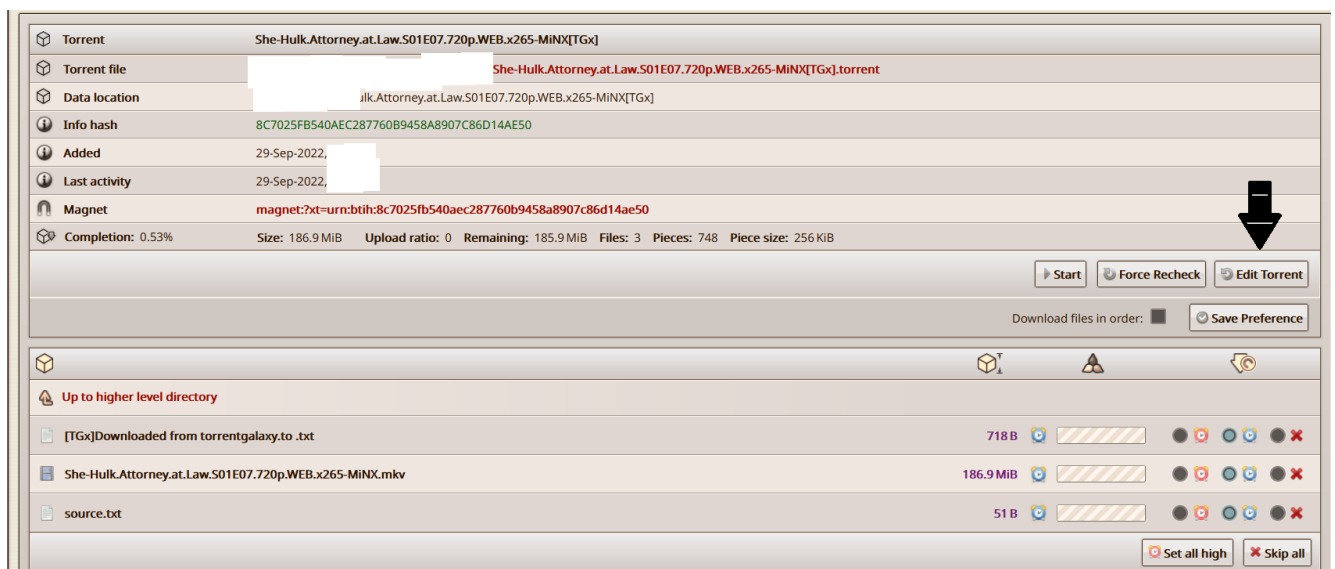 Torrent She-Hulk.Attorney.at.Law.S01E07.720p.WEB.x265-MiNX[TGx]
Torrent file She-Hulk.Attorney.at.Law.S01E07.720p.WEB.x265-MiNX[TGx].torrent
Data location ulk.Attorney.at.Law.S01E07.720p.WEB.x265-MiNX[TGx]
Info hash 8C7025FB540AEC287760B9458A8907C86D14AE50
Added 29-Sep-2022,
Last activity 29-Sep-2022,
Magnet magnet:?xt=urn:btih:8c7025fb540aec287760b9458a8907c86d14ae50
Completion: 0.53% Size: 186.9 MiB Upload ratio: 0 Remaining: 185.9 MiB Files: 3 Pieces: 748 Piece size: 256 KiB
Start Force Recheck Edit Torrent
Download files in order: Save Preference
Up to higher level directory
[TGx]Downloaded from torrentgalaxy.to .txt 718 B
She-Hulk.Attorney.at.Law.S01E07.720p.WEB.x265-MiNX.mkv 186.9 MiB
source.txt 51 B
Set all high Skip all